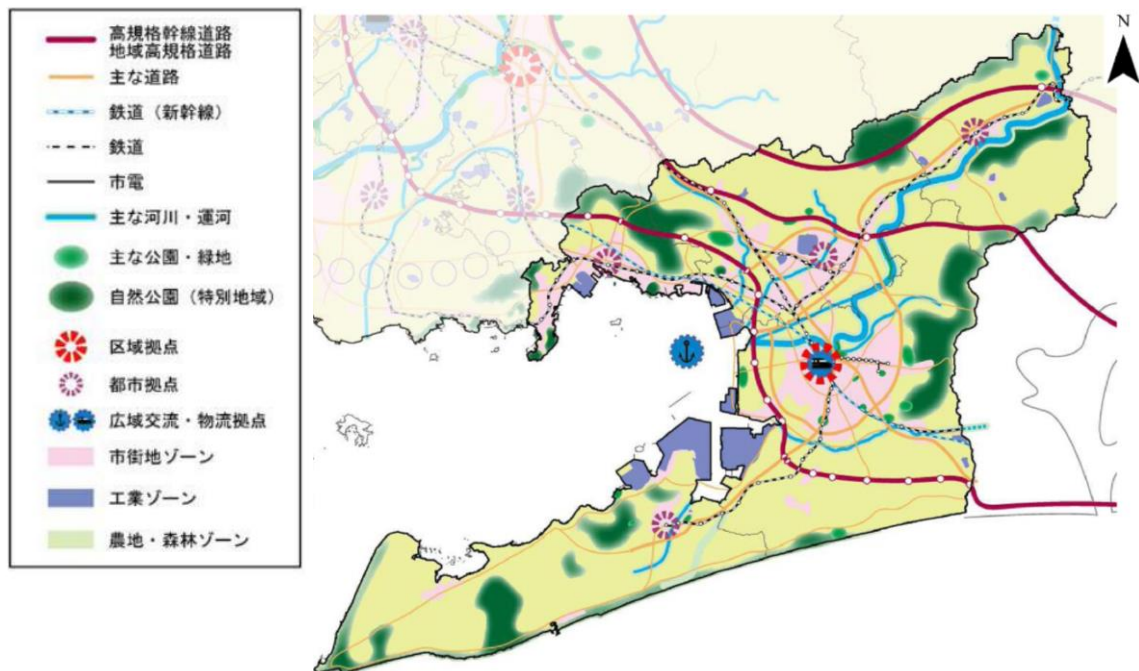 高規格幹線道路
地域高規格道路
主な道路
鉄道（新幹線）
鉄道
市電
主な河川・運河
主な公園・緑地
自然公園（特別地域）
区域拠点
都市拠点
広域交流・物流拠点
市街地ゾーン
工業ゾーン
農地・森林ゾーン
N